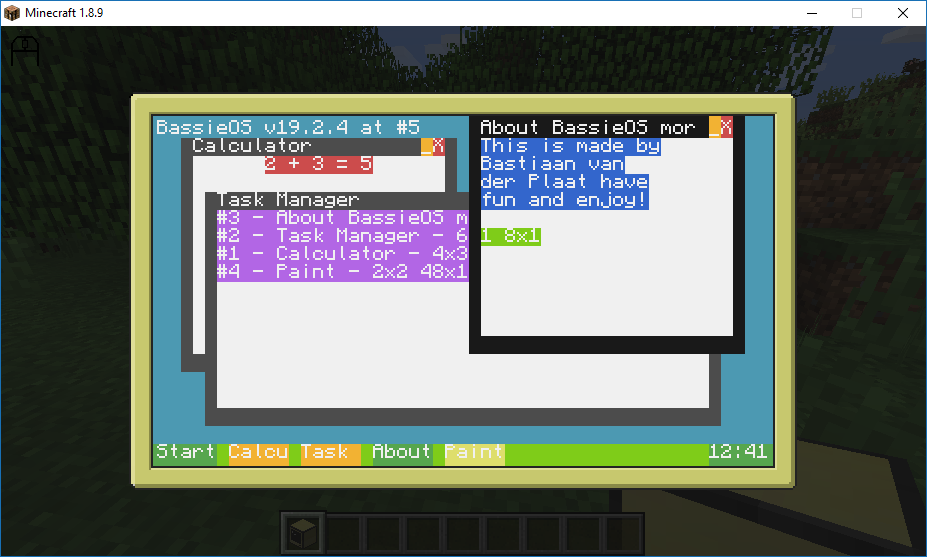 Minecraft 1.8.9
BassieOS v19.2.4 at #5
About BassieOS mor _X
Calculator _X
2 + 3 = 5
This is made by
Bastiaan van
der Plaat have
fun and enjoy!
1 8x1
Task Manager
#3 - About BassieOS m
#2 - Task Manager - 6
#1 - Calculator - 4x3
#4 - Paint - 2x2 48x1
Start Calcu Task About Paint 12:41